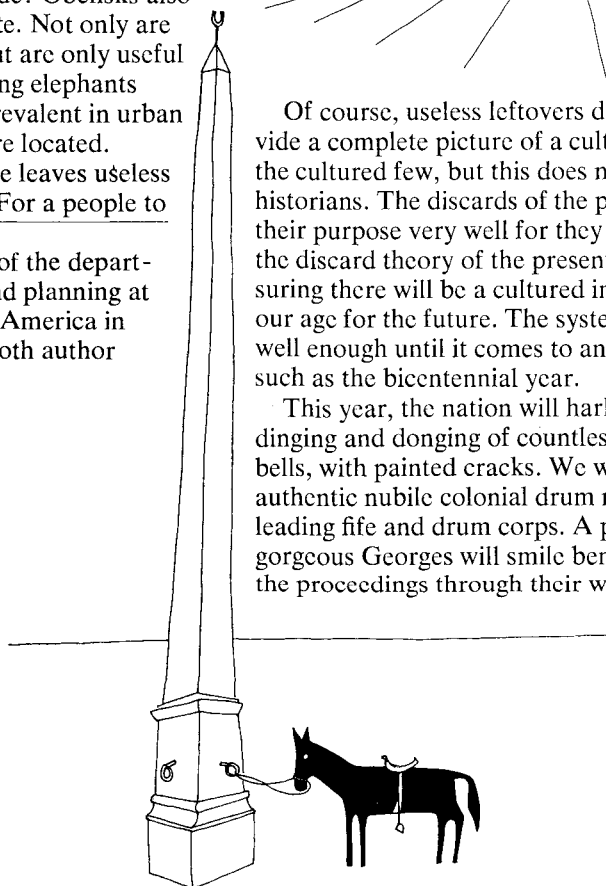 Obelisks also
te. Not only are
ut are only useful
ng elephants
revalent in urban
re located.
e leaves useless
For a people to
of the depart-
nd planning at
America in
oth author
Of course, useless leftovers d
vide a complete picture of a cult
the cultured few, but this does n
historians. The discards of the p
their purpose very well for they
the discard theory of the present
suring there will be a cultured in
our age for the future. The syste
well enough until it comes to an
such as the bicentennial year.
This year, the nation will hark
dinging and donging of countles
bells, with painted cracks. We w
authentic nubile colonial drum m
leading fife and drum corps. A p
gorgeous Georges will smile ben
the proceedings through their w